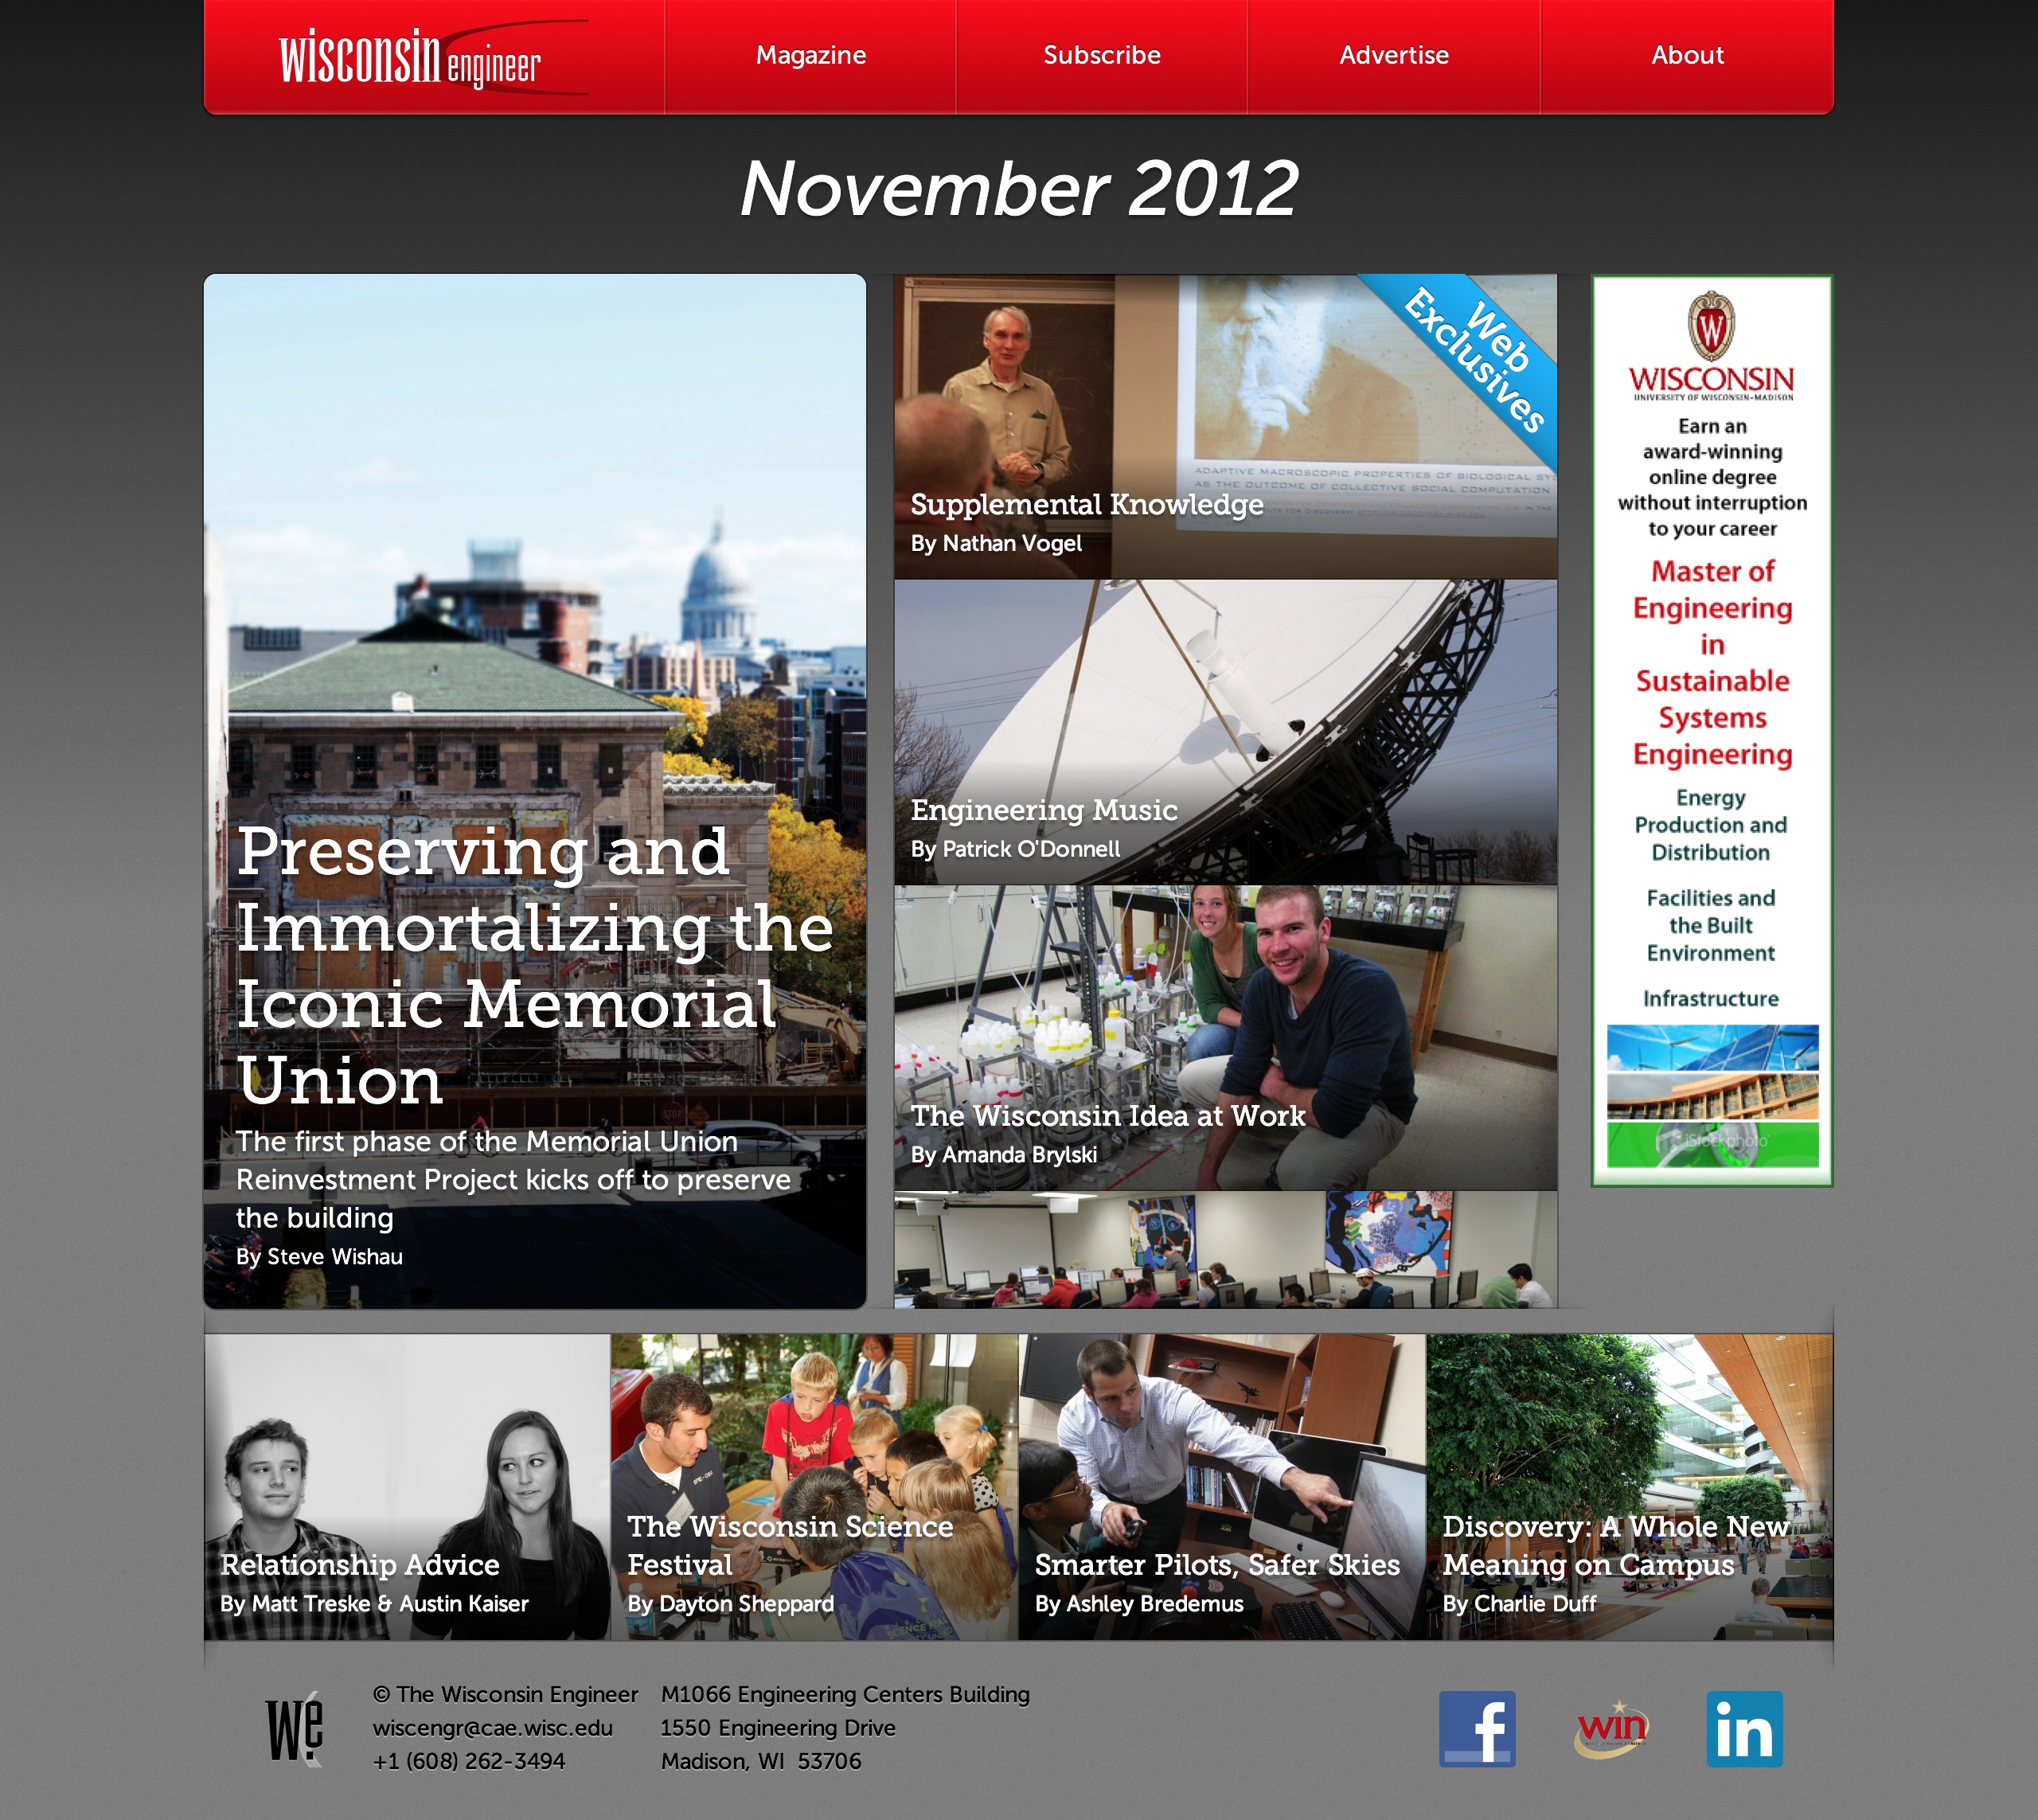 wisconsin engineer
Magazine
Subscribe
Advertise
About
November 2012
Preserving and
Immortalizing the
Iconic Memorial
Union
The first phase of the Memorial Union
Reinvestment Project kicks off to preserve
the building
By Steve Wishau
Web
Exclusives
ADAPTIVE MACROSCOPIC PROPERTIES OF BIOLOGICAL
AS THE OUTCOME OF COLLECTIVE SOCIAL COMPUTATION
Supplemental Knowledge
By Nathan Vogel
Engineering Music
By Patrick O'Donnell
The Wisconsin Idea at Work
By Amanda Brylski
W
WISCONSIN
UNIVERSITY OF WISCONSIN-MADISON
Earn an
award-winning
online degree
without interruption
to your career
Master of
Engineering
in
Sustainable
Systems
Engineering
Energy
Production and
Distribution
Facilities and
the Built
Environment
Infrastructure
iStockphoto
STOP
Relationship Advice
By Matt Treske & Austin Kaiser
The Wisconsin Science
Festival
By Dayton Sheppard
Smarter Pilots, Safer Skies
By Ashley Bredemus
Discovery: A Whole New
Meaning on Campus
By Charlie Duff
We
© The Wisconsin Engineer
wiscengr@cae.wisc.edu
+1 (608) 262-3494
M1066 Engineering Centers Building
1550 Engineering Drive
Madison, WI 53706
f
win
in